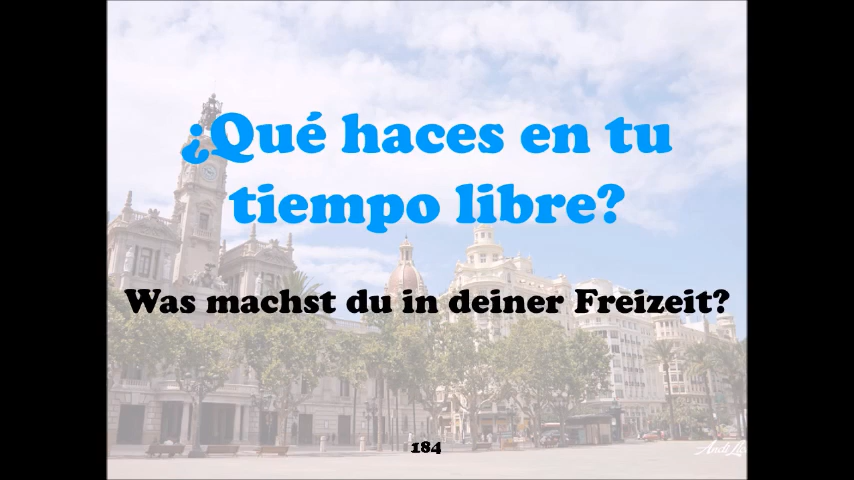 ¿Qué haces en tu
tiempo libre?
Was machst du in deiner Freizeit?
184